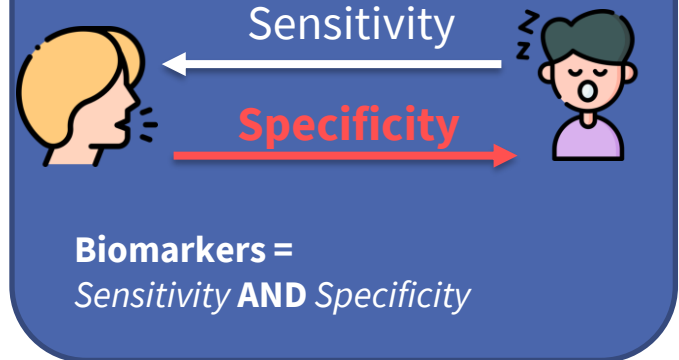 Sensitivity
z
z
Specificity
Biomarkers =
Sensitivity AND Specificity